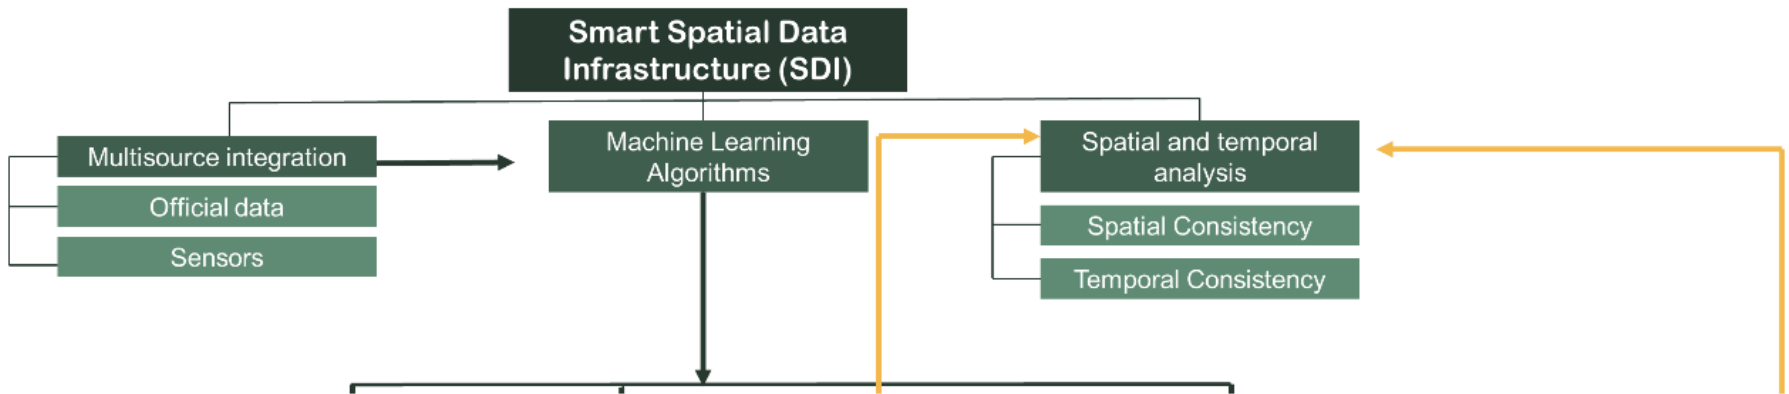 Smart Spatial Data
Infrastructure (SDI)
Multisource integration
Official data
Sensors
Machine Learning
Algorithms
Spatial and temporal
analysis
Spatial Consistency
Temporal Consistency